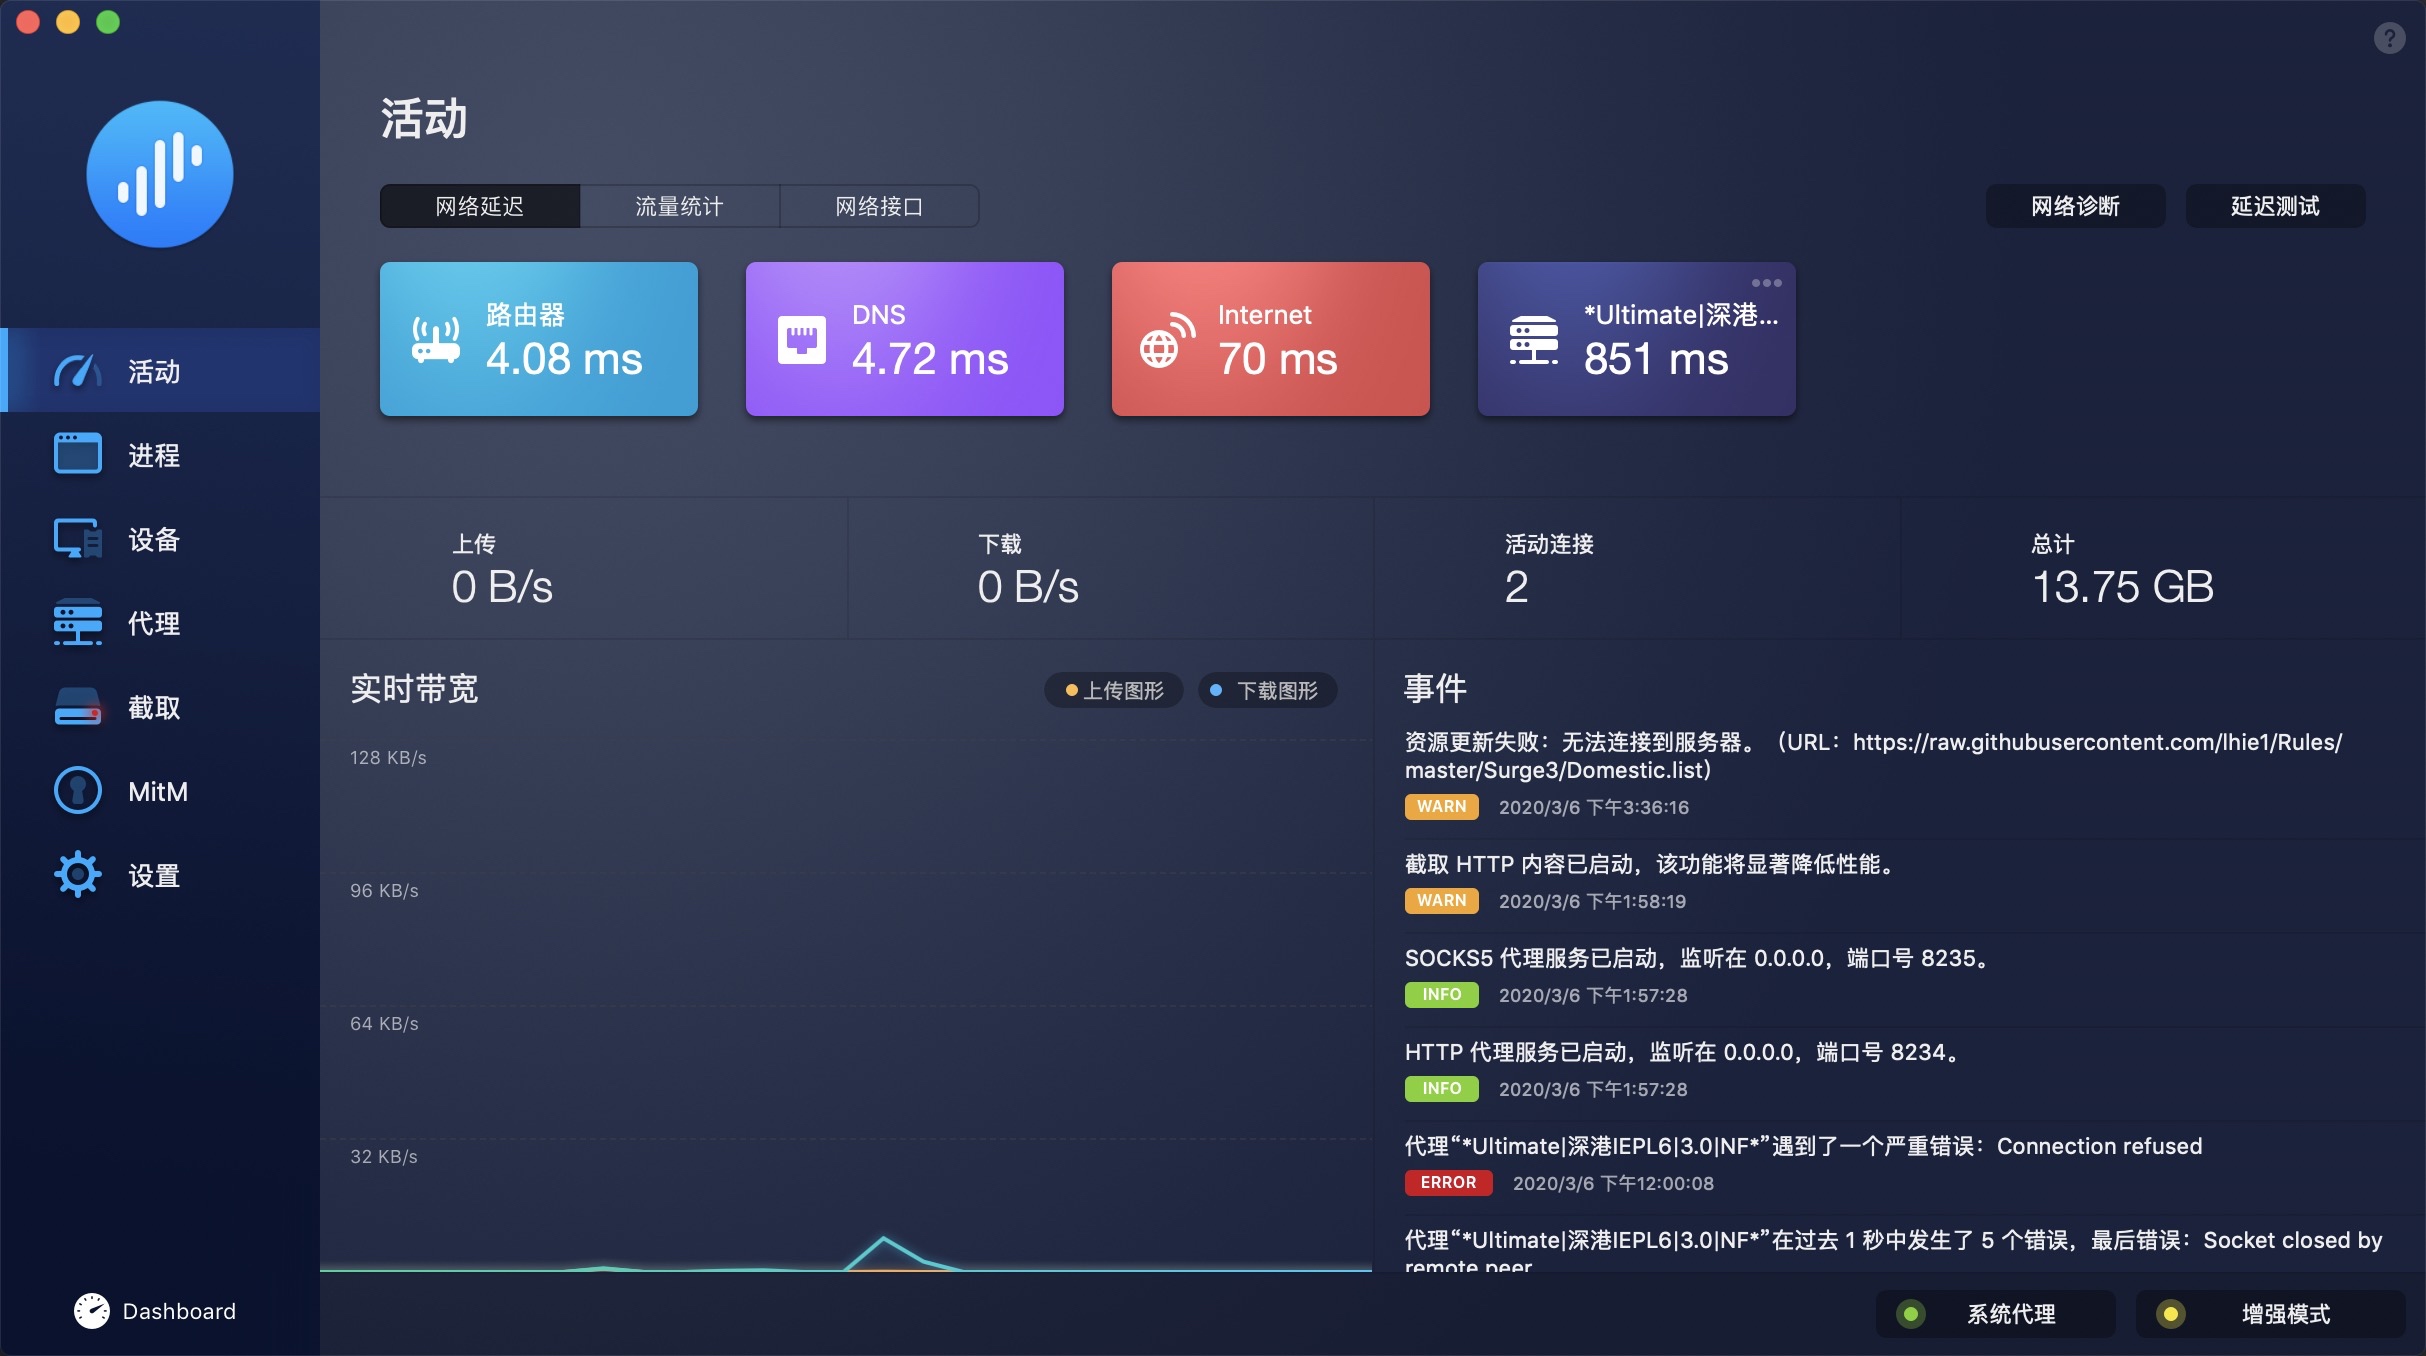 活动
进程
设备
代理
截取
MitM
设置
Dashboard
?
活动
网络延迟
流量统计
网络接口
网络诊断
延迟测试
路由器
4.08 ms
DNS
4.72 ms
Internet
70 ms
*Ultimate|深港...
851 ms
上传
0 B/s
下载
0 B/s
活动连接
2
总计
13.75 GB
实时带宽
上传图形
下载图形
128 KB/s
96 KB/s
64 KB/s
32 KB/s
事件
资源更新失败：无法连接到服务器。（URL：https://raw.githubusercontent.com/lhie1/Rules/
master/Surge3/Domestic.list）
WARN 2020/3/6 下午3:36:16
截取 HTTP 内容已启动，该功能将显著降低性能。
WARN 2020/3/6 下午1:58:19
SOCKS5 代理服务已启动，监听在 0.0.0.0，端口号 8235。
INFO 2020/3/6 下午1:57:28
HTTP 代理服务已启动，监听在 0.0.0.0，端口号 8234。
INFO 2020/3/6 下午1:57:28
代理“*Ultimate|深港IEPL6|3.0|NF*”遇到了一个严重错误：Connection refused
ERROR 2020/3/6 下午12:00:08
代理“*Ultimate|深港IEPL6|3.0|NF*”在过去 1 秒中发生了 5 个错误，最后错误：Socket closed by
remote peer
系统代理
增强模式